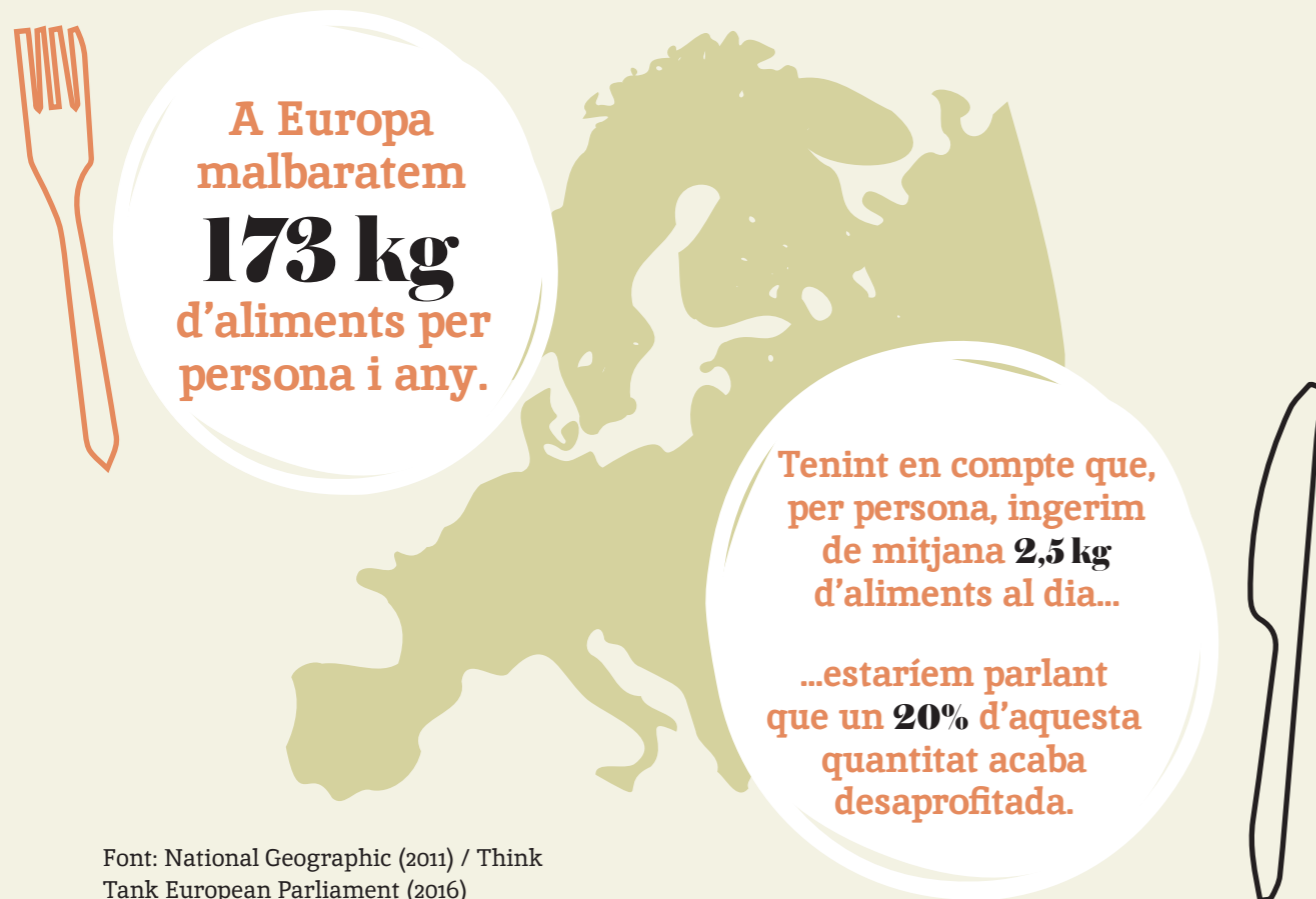 A Europa
malbaratem
173 kg
d’aliments per
persona i any.
Tenint en compte que,
per persona, ingerim
de mitjana 2,5 kg
d’aliments al dia...
...estaríem parlant
que un 20% d’aquesta
quantitat acaba
desaprofitada.
Font: National Geographic (2011) / Think
Tank European Parliament (2016)